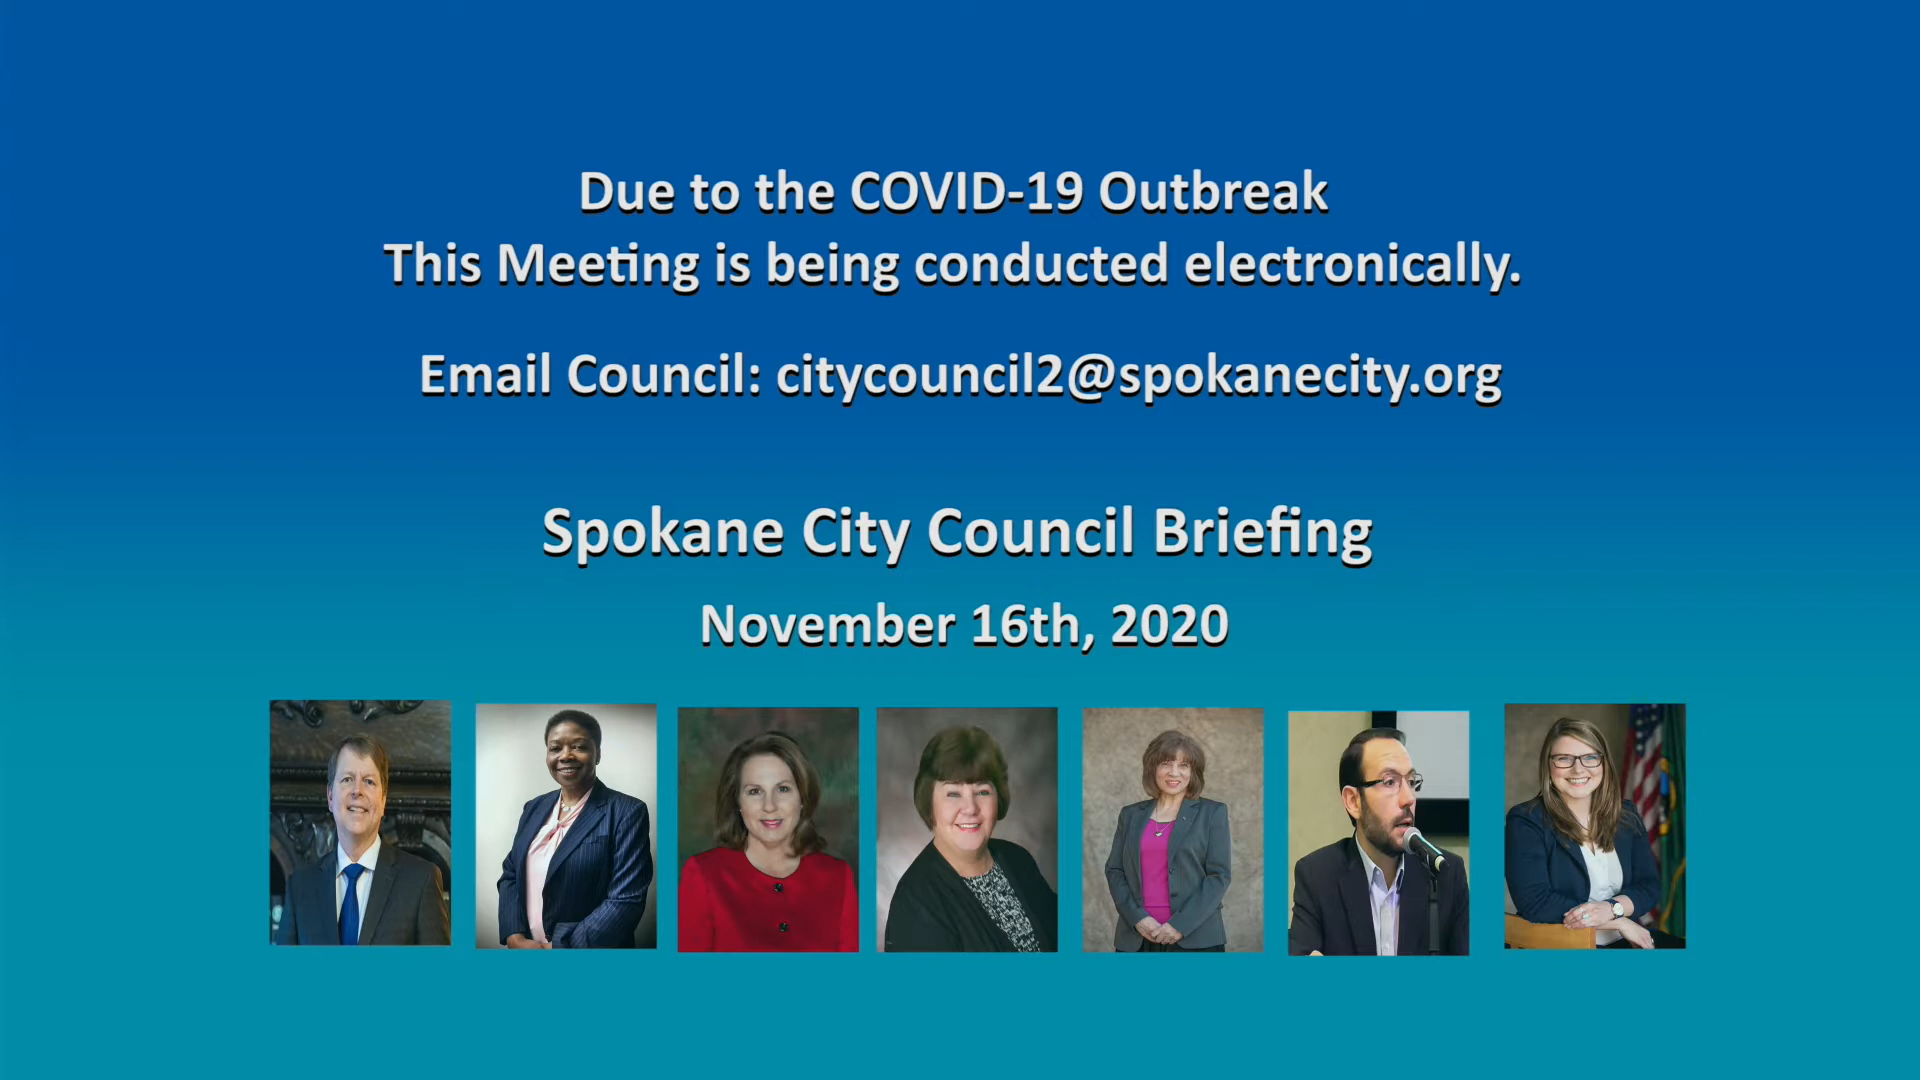 Due to the COVID-19 Outbreak
This Meeting is being conducted electronically.
Email Council: citycouncil2@spokanecity.org
Spokane City Council Briefing
November 16th, 2020